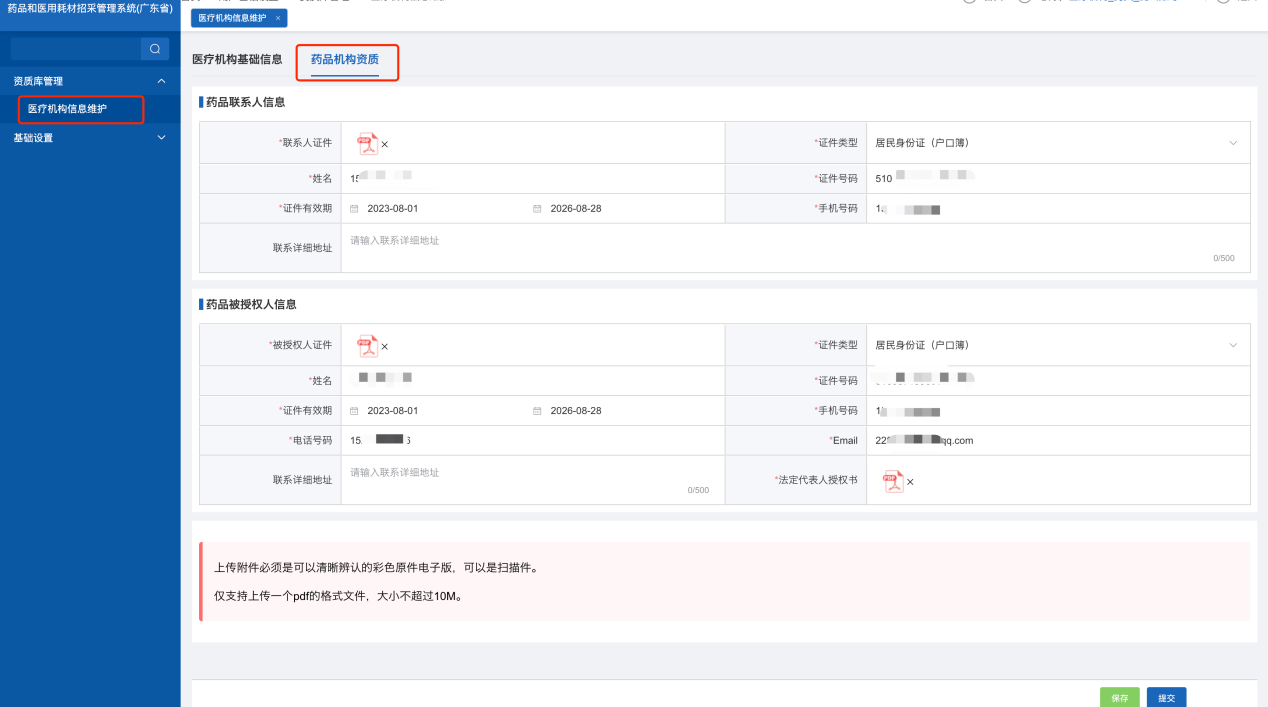 药品和医用耗材招采管理系统(广东省)
医疗机构信息维护 ×
资质库管理
医疗机构信息维护
基础设置
医疗机构基础信息 药品机构资质
药品联系人信息
*联系人证件 PDF × *证件类型 居民身份证（户口簿）
*姓名 15 *证件号码 510
*证件有效期 2023-08-01 2026-08-28 *手机号码 1
联系详细地址 请输入联系详细地址
0/500
药品被授权人信息
*被授权人证件 PDF × *证件类型 居民身份证（户口簿）
*姓名 *证件号码
*证件有效期 2023-08-01 2026-08-28 *手机号码 1
*电话号码 15 3 *Email 22 qq.com
联系详细地址 请输入联系详细地址 *法定代表人授权书 PDF ×
0/500
上传附件必须是可以清晰辨认的彩色原件电子版，可以是扫描件。
仅支持上传一个pdf的格式文件，大小不超过10M。
保存 提交